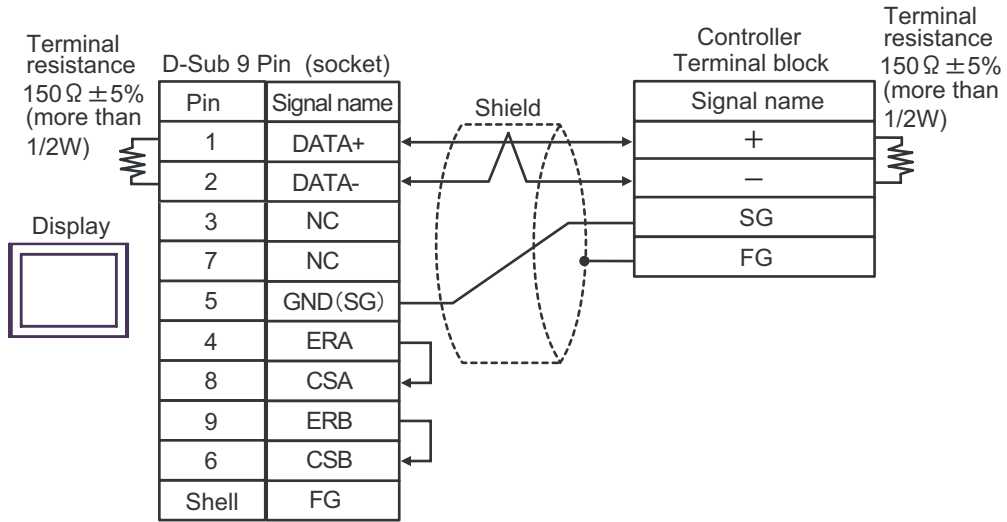 Terminal
resistance
150Ω±5%
(more than
1/2W)
D-Sub 9 Pin (socket)
Pin Signal name
1 DATA+
2 DATA-
3 NC
7 NC
5 GND(SG)
4 ERA
8 CSA
9 ERB
6 CSB
Shell FG
Display
Shield
Controller
Terminal block
Signal name
+
−
SG
FG
Terminal
resistance
150Ω±5%
(more than
1/2W)